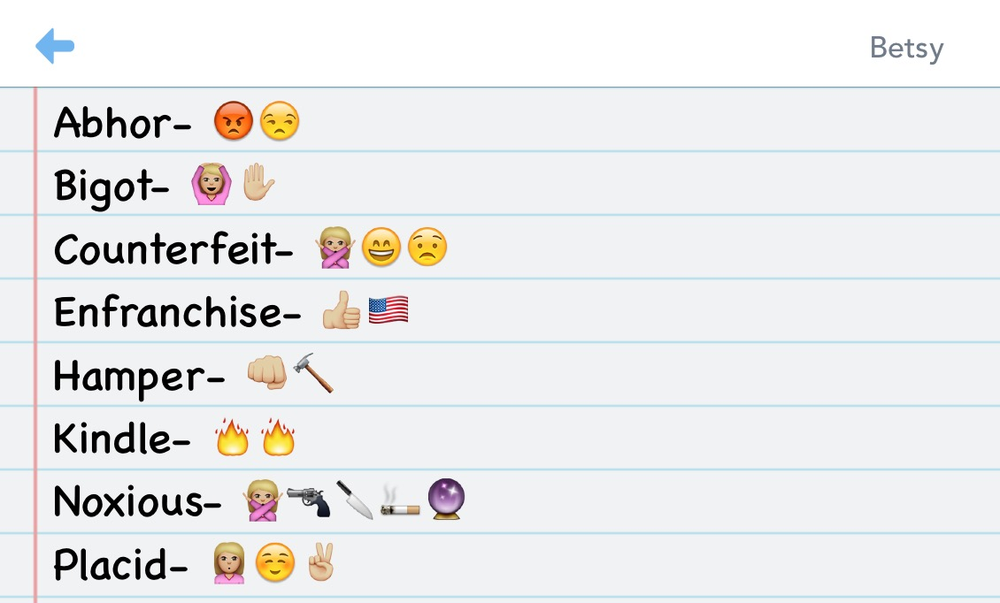 Betsy
Abhor- 😡😒
Bigot- 🙆🏼✋🏼
Counterfeit- 🙅🏼😄😟
Enfranchise- 👍🏼🇺🇸
Hamper- 👊🏼🔨
Kindle- 🔥🔥
Noxious- 🙅🏼🔫🔪🚬🔮
Placid- 💁🏼☺️✌🏼